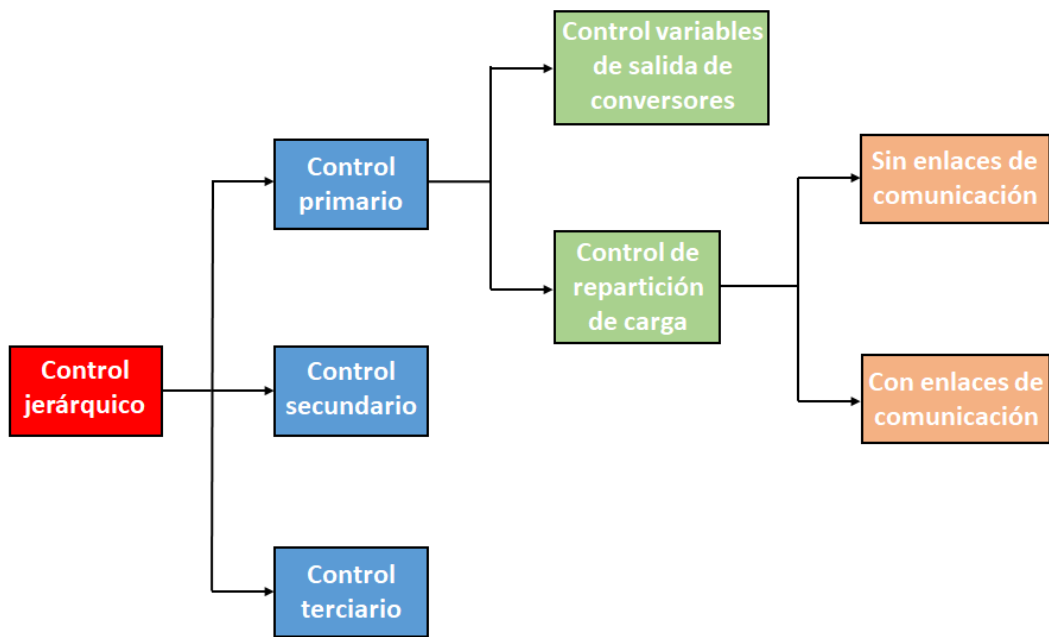 Control variables
de salida de
conversores
Control
primario
Sin enlaces de
comunicación
Control de
repartición
de carga
Control
jerárquico
Control
secundario
Con enlaces de
comunicación
Control
terciario